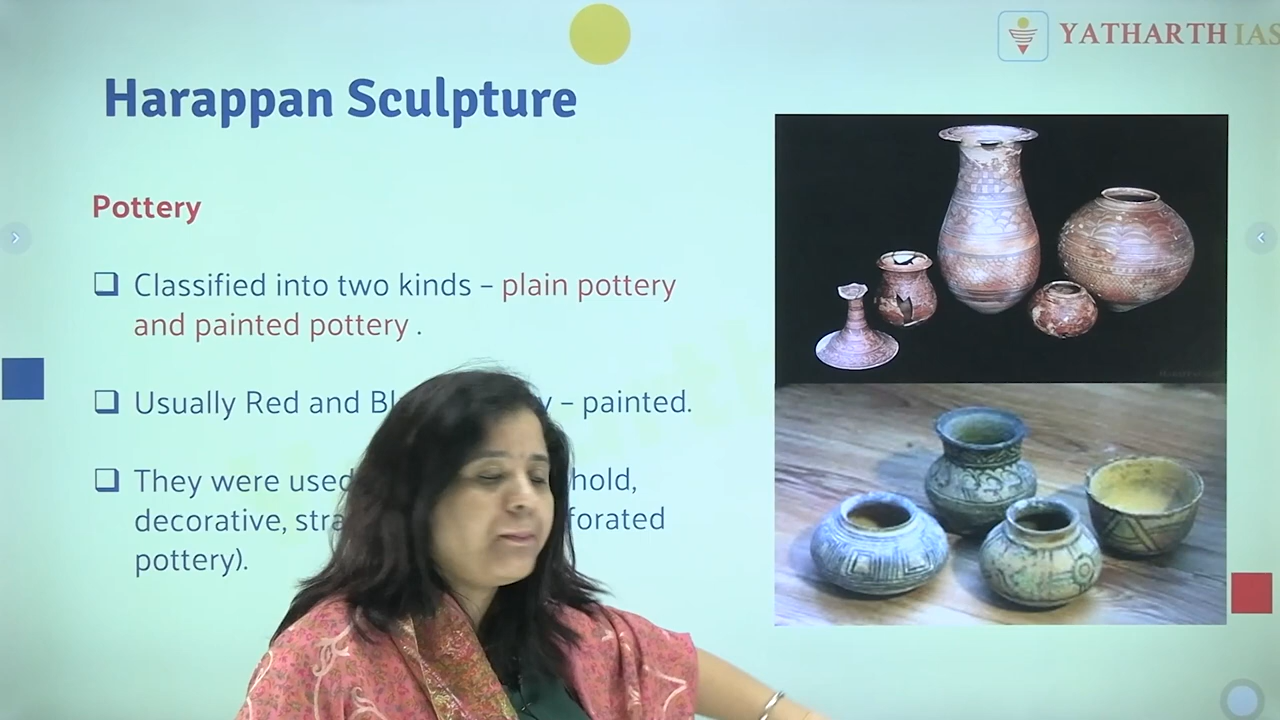 YATHARTH IAS
Harappan Sculpture
Pottery
Classified into two kinds – plain pottery
and painted pottery .
Usually Red and Bl – painted.
They were used hold,
decorative, stra forated
pottery).